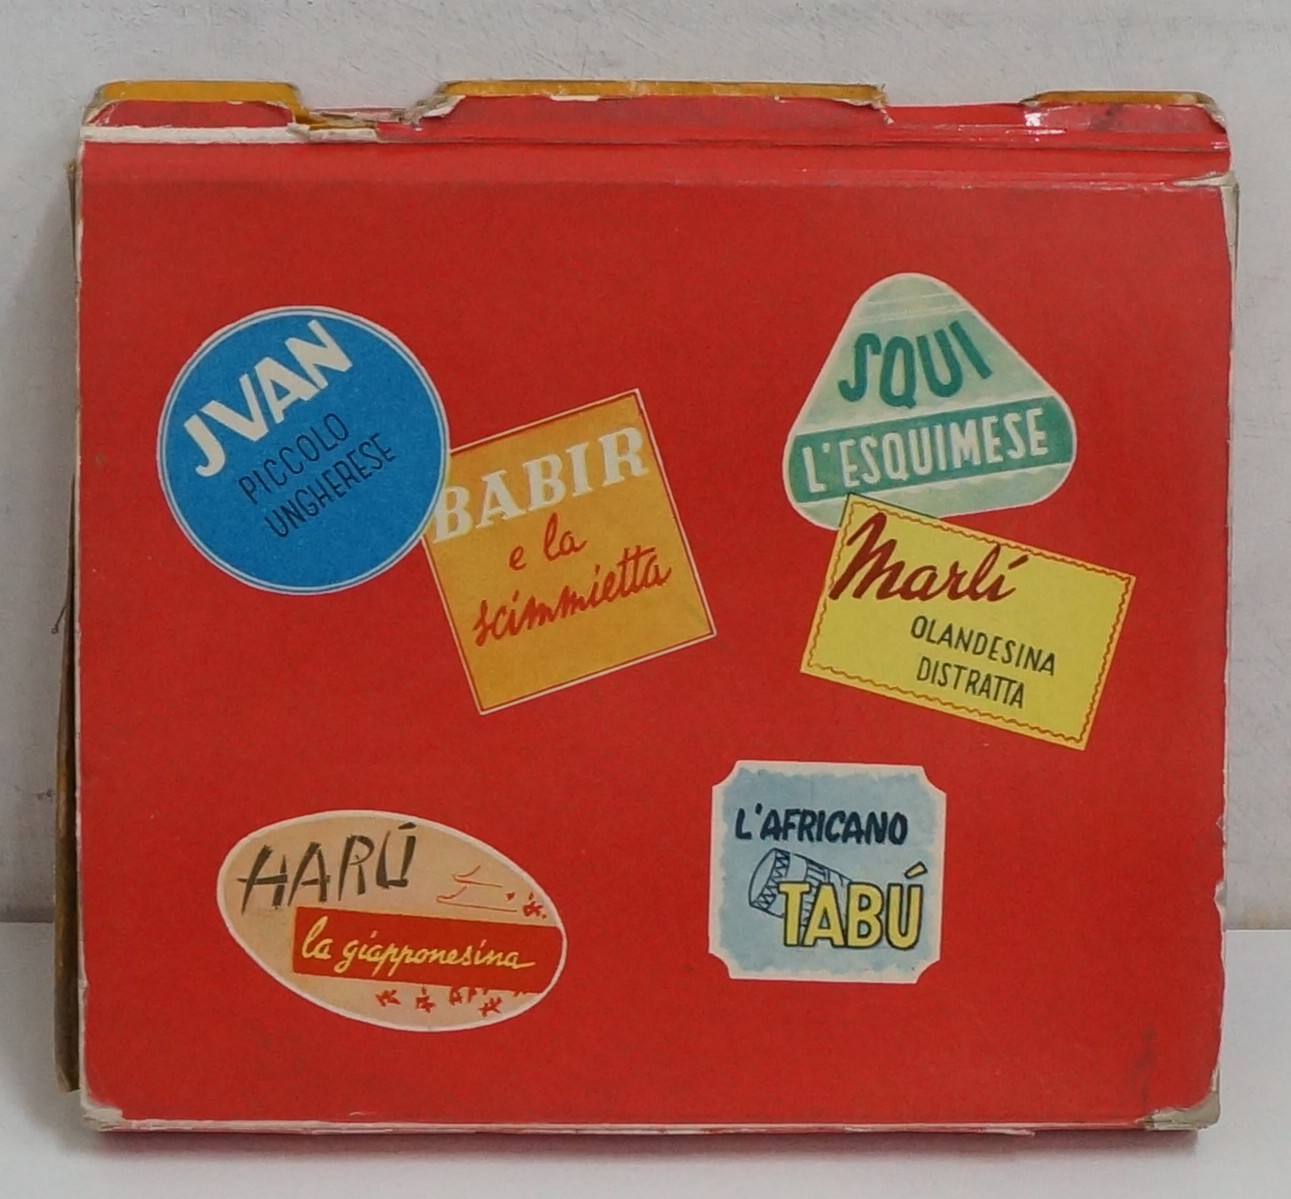 JVAN
PICCOLO
UNGHERESE
BABIR
e la
scimmietta
SQUI
L'ESQUIMESE
Marlí
OLANDESINA
DISTRATTA
HARÚ
la giapponesina
L'AFRICANO
TABÚ